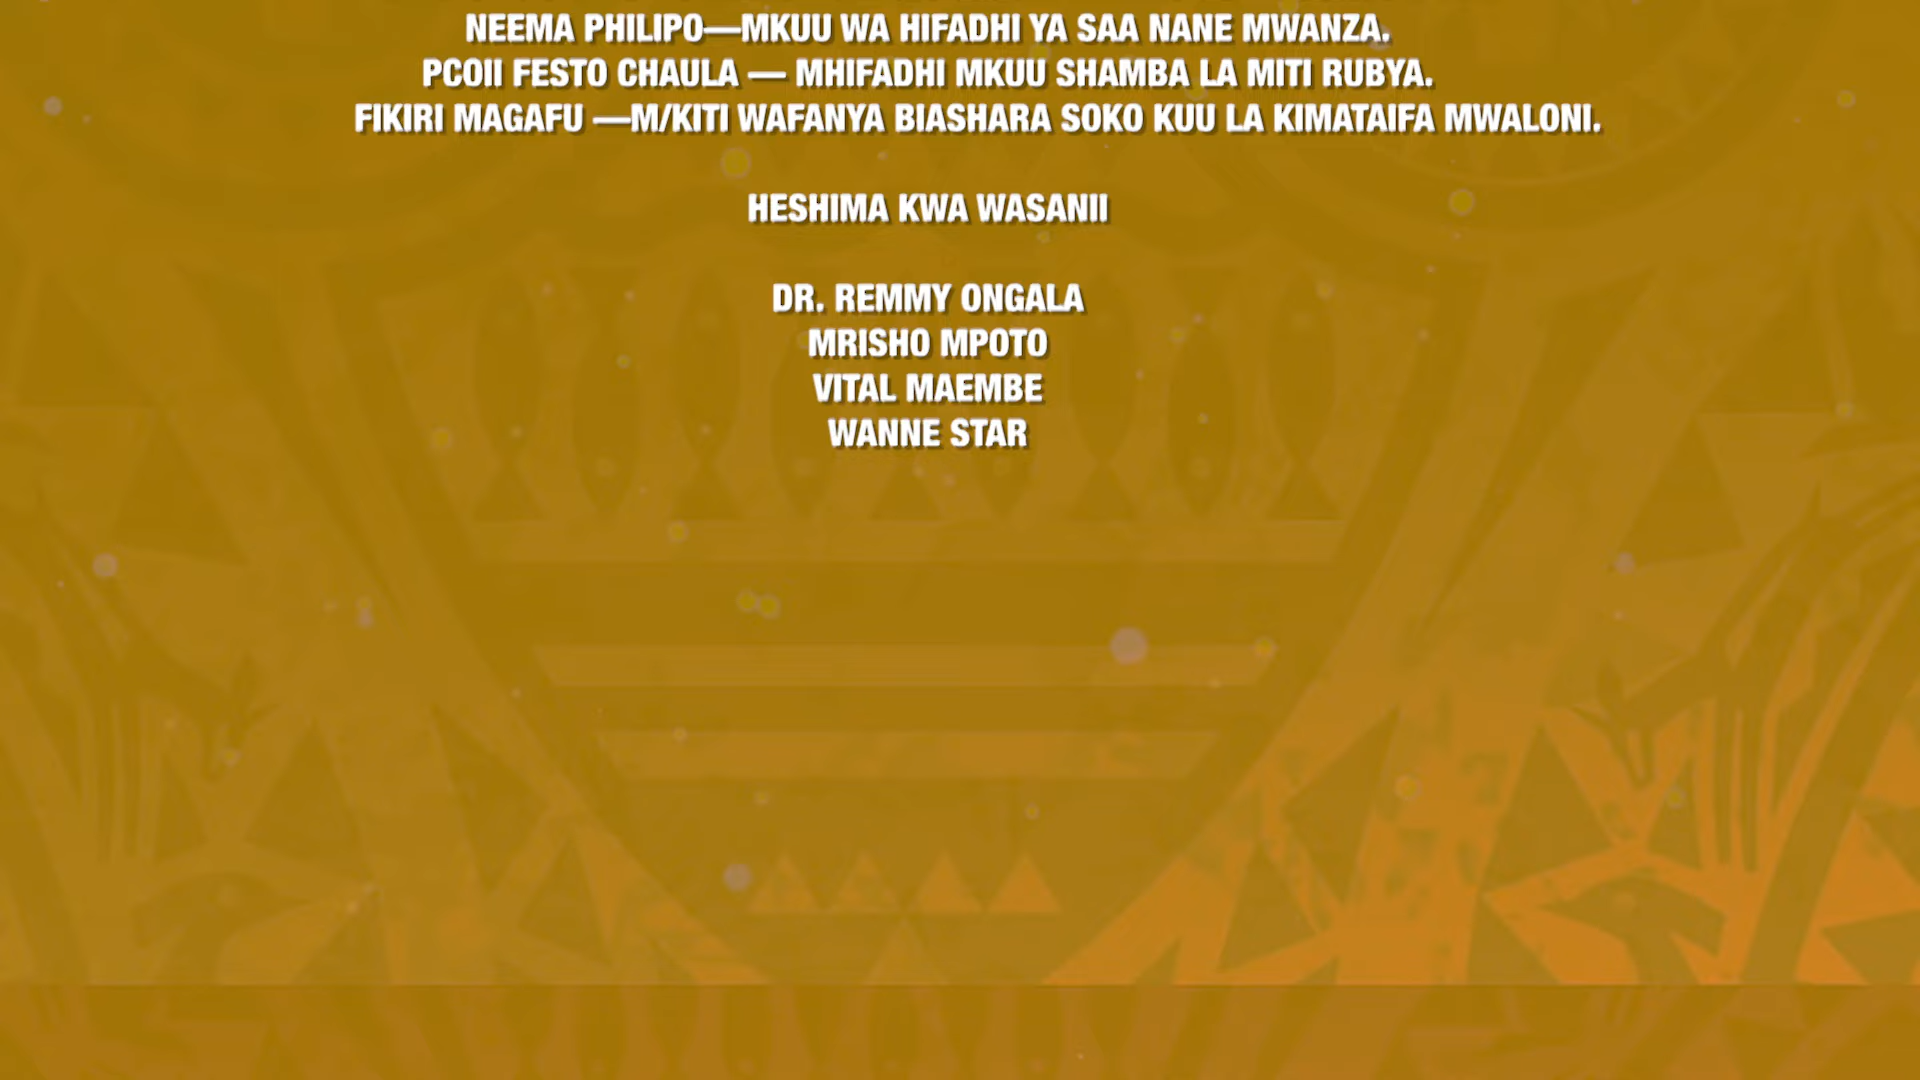 NEEMA PHILIPO—MKUU WA HIFADHI YA SAA NANE MWANZA.
PCOII FESTO CHAULA — MHIFADHI MKUU SHAMBA LA MITI RUBYA.
FIKIRI MAGAFU —M/KITI WAFANYA BIASHARA SOKO KUU LA KIMATAIFA MWALONI.
HESHIMA KWA WASANII
DR. REMMY ONGALA
MRISHO MPOTO
VITAL MAEMBE
WANNE STAR